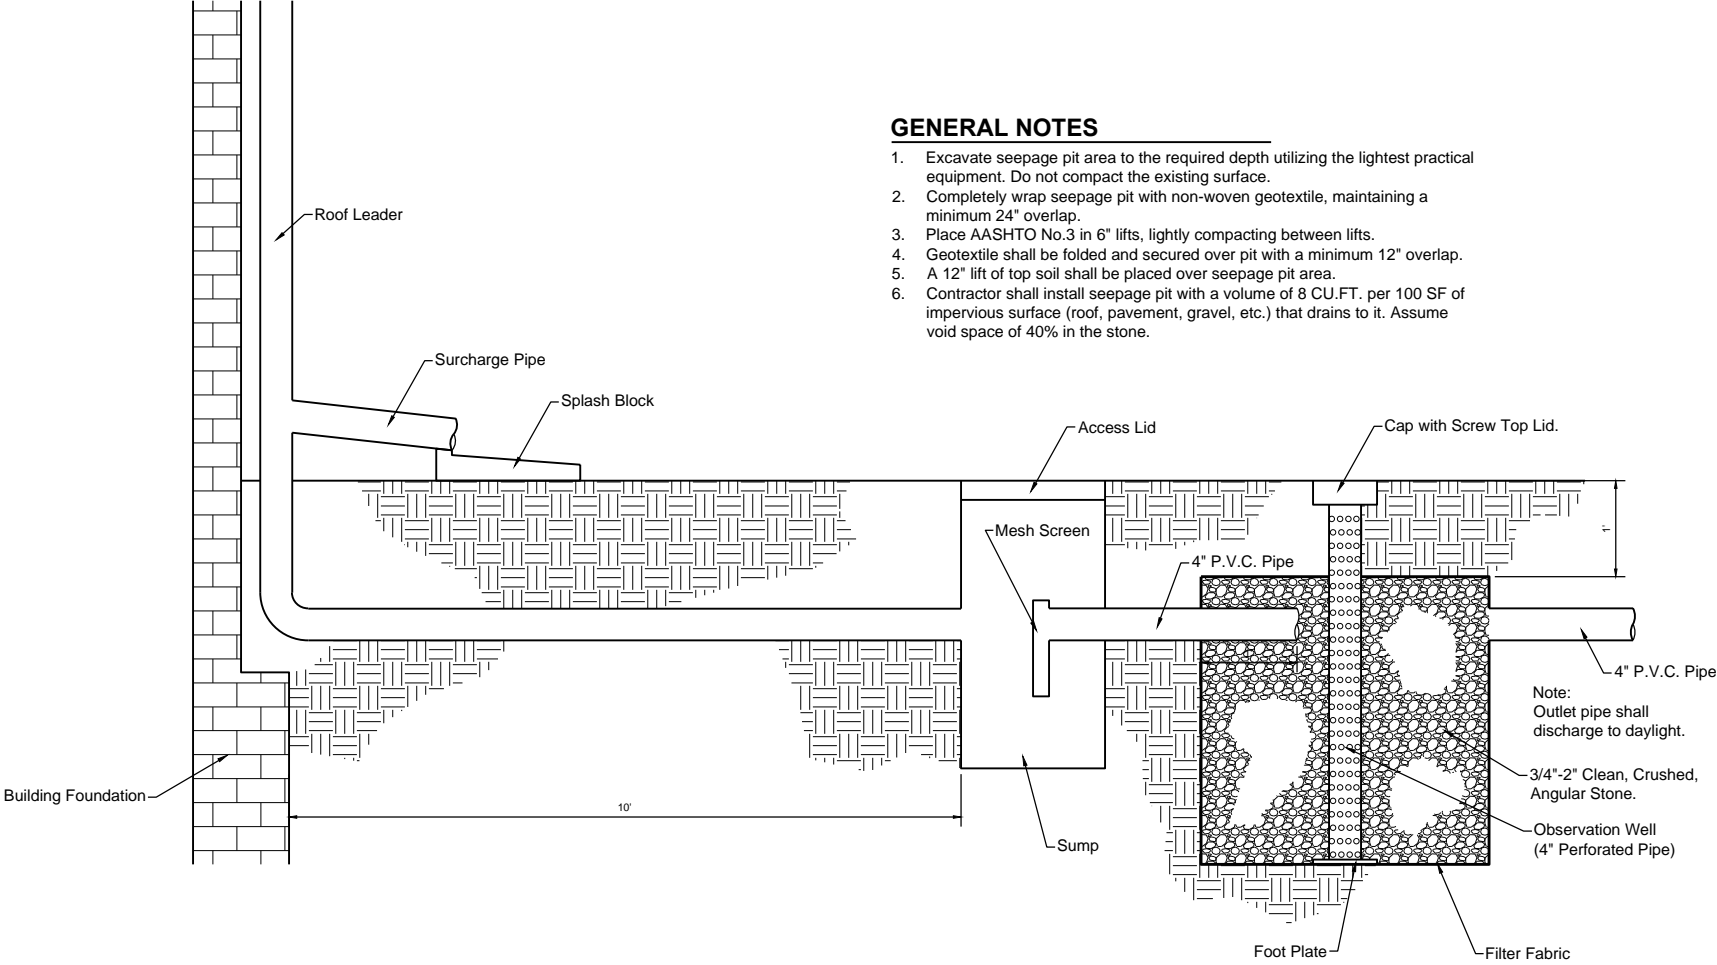 GENERAL NOTES
1. Excavate seepage pit area to the required depth utilizing the lightest practical
equipment. Do not compact the existing surface.
2. Completely wrap seepage pit with non-woven geotextile, maintaining a
minimum 24" overlap.
3. Place AASHTO No.3 in 6" lifts, lightly compacting between lifts.
4. Geotextile shall be folded and secured over pit with a minimum 12" overlap.
5. A 12" lift of top soil shall be placed over seepage pit area.
6. Contractor shall install seepage pit with a volume of 8 CU.FT. per 100 SF of
impervious surface (roof, pavement, gravel, etc.) that drains to it. Assume
void space of 40% in the stone.
Roof Leader
Surcharge Pipe
Splash Block
Access Lid
Cap with Screw Top Lid.
Mesh Screen
1'
4" P.V.C. Pipe
4" P.V.C. Pipe
Note:
Outlet pipe shall
discharge to daylight.
3/4"-2" Clean, Crushed,
Angular Stone.
Building Foundation
10'
Observation Well
(4" Perforated Pipe)
Sump
Foot Plate
Filter Fabric